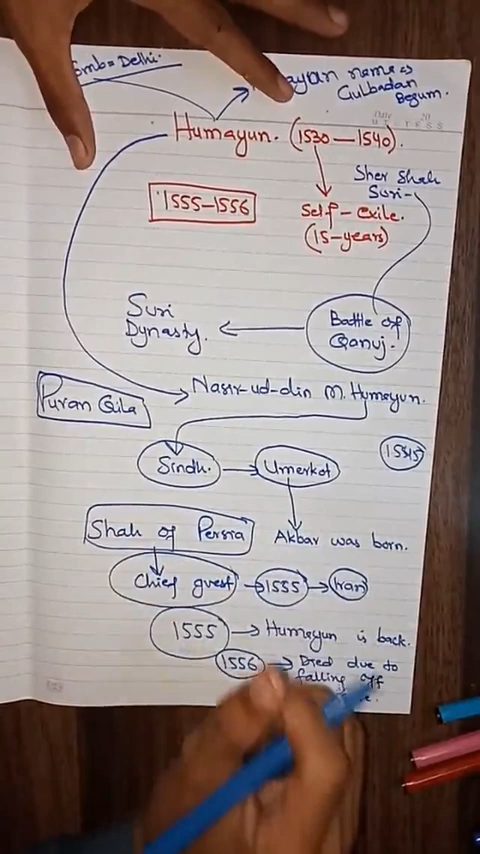 Tomb = Delhi.
nama =>
Gulbadan
Begum.
Date
Humayun. (1530 — 1540).
Sher Shah
Suri -
1555-1556
Self-exile.
(15-years)
Suri
Dynasty.
Battle of
Qanuj.
Nasir-ud-din M. Humayun.
Puran Qila
1545
Sindh.
Umerkot
Shah of Persia
Akbar was born.
Chief guest
1555
Iran
1555 Humayun is back.
1556 Died due to
falling off